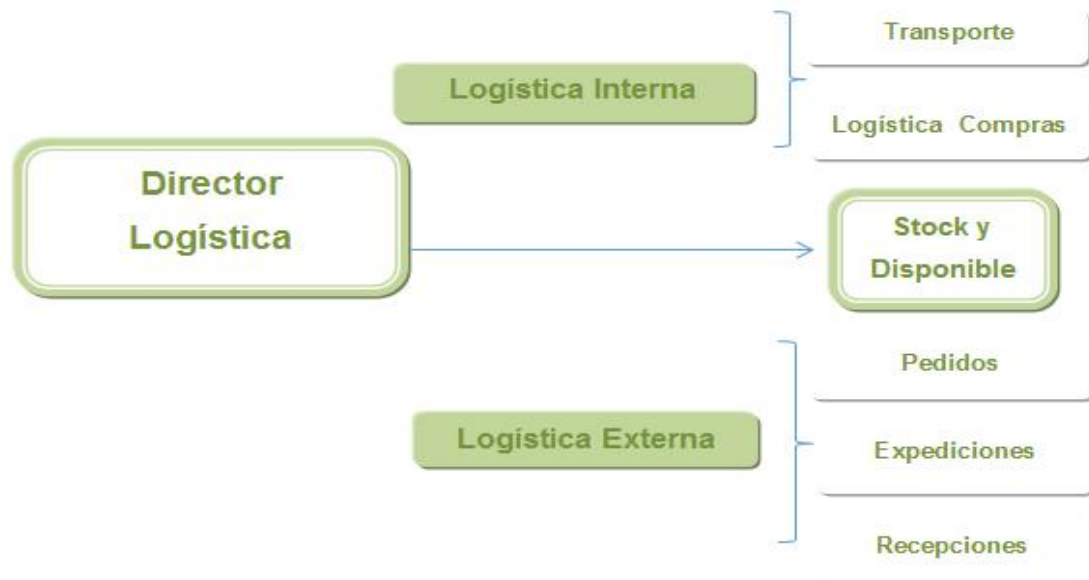 Transporte
Logística Interna
Logística Compras
Director
Logística
Stock y
Disponible
Pedidos
Logística Externa
Expediciones
Recepciones